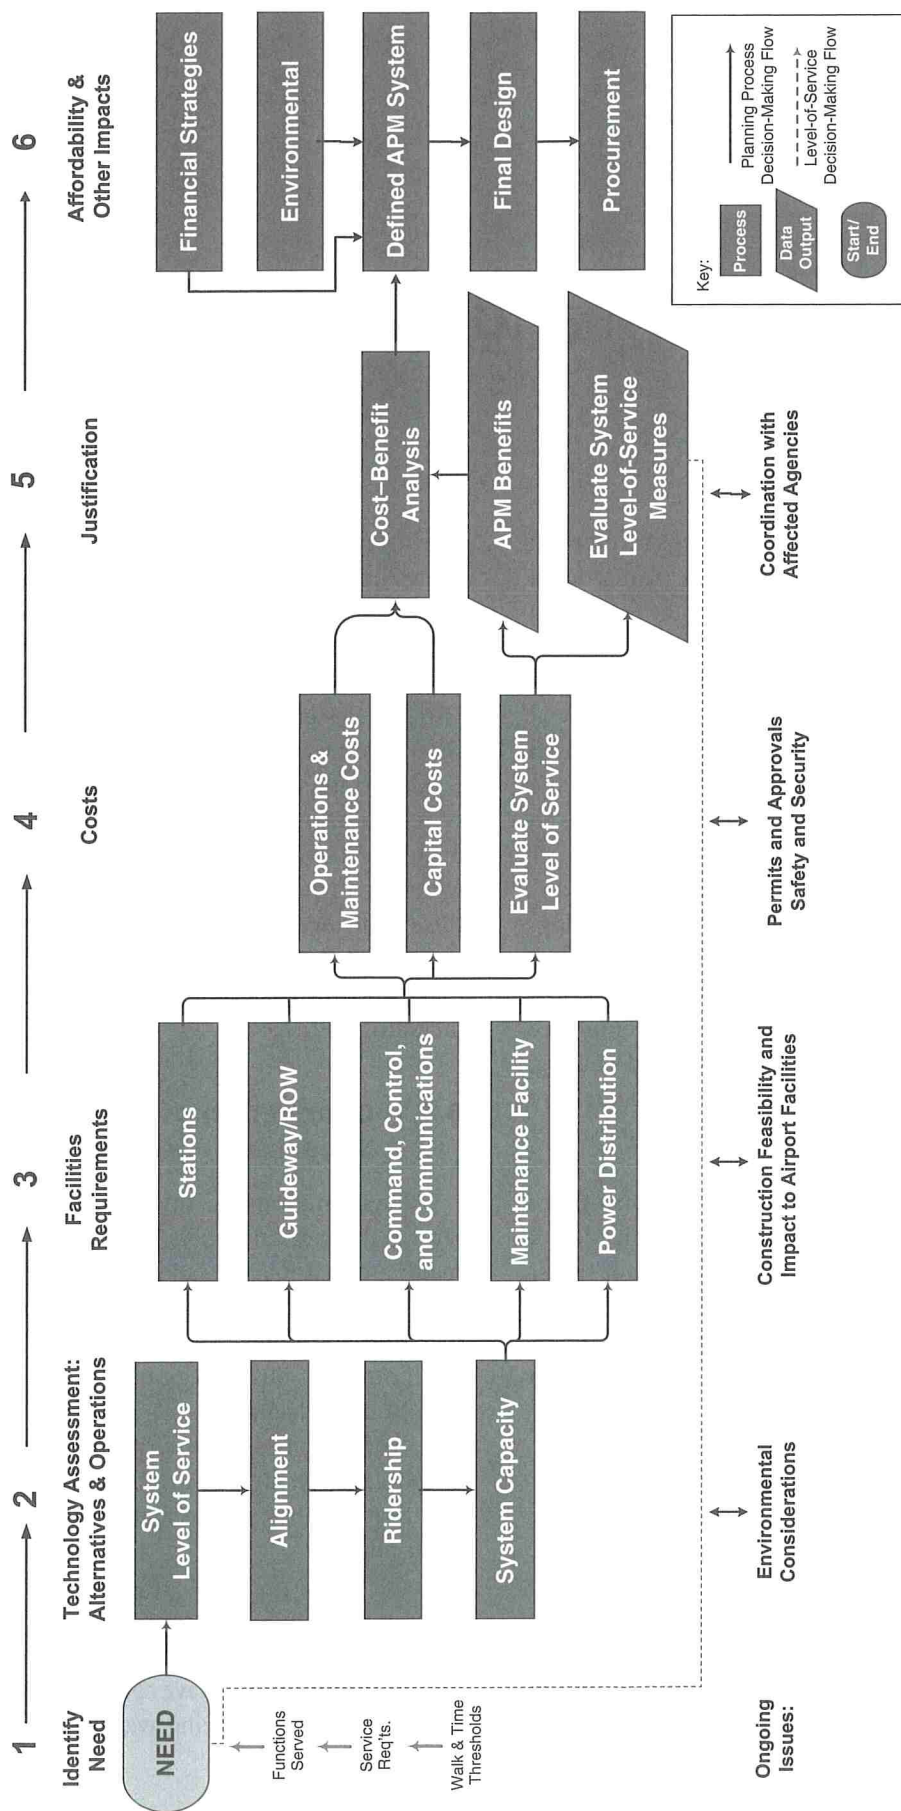 1
2
3
4
5
6
Identify
Need
Technology Assessment:
Alternatives & Operations
Facilities
Requirements
Costs
Justification
Affordability &
Other Impacts
NEED
Functions
Served
Service
Req'ts.
Walk & Time
Thresholds
System
Level of Service
Alignment
Ridership
System Capacity
Stations
Guideway/ROW
Command, Control,
and Communications
Maintenance Facility
Power Distribution
Operations &
Maintenance Costs
Capital Costs
Evaluate System
Level of Service
Cost–Benefit
Analysis
APM Benefits
Evaluate System
Level-of-Service
Measures
Financial Strategies
Environmental
Defined APM System
Final Design
Procurement
Ongoing
Issues:
Environmental
Considerations
Construction Feasibility and
Impact to Airport Facilities
Permits and Approvals
Safety and Security
Coordination with
Affected Agencies
Key:
Process
Data
Output
Start/
End
Planning Process
Decision-Making Flow
Level-of-Service
Decision-Making Flow